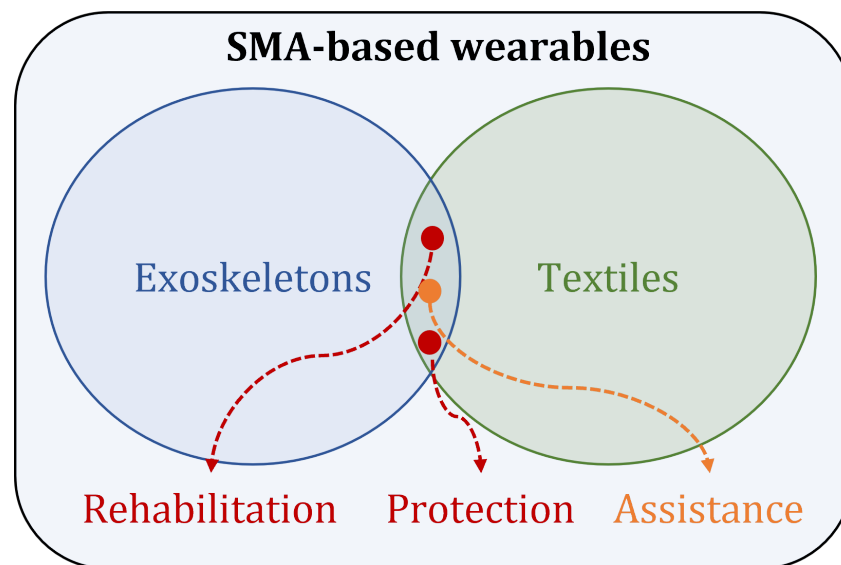 SMA-based wearables
Exoskeletons
Textiles
Rehabilitation
Protection
Assistance